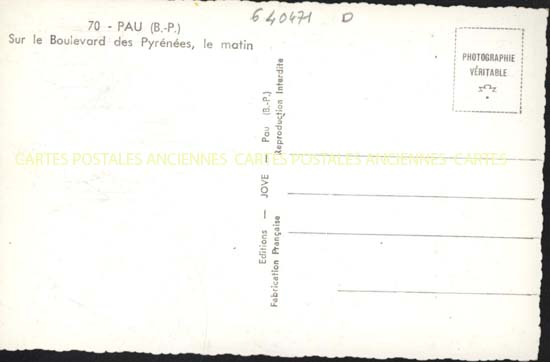 640471 D
70 - PAU (B.-P.)
Sur le Boulevard des Pyrénées, le matin
PHOTOGRAPHIE
VÉRITABLE
Editions — JOVE — Pau (B.-P.)
Fabrication Française
Reproduction Interdite
CARTES POSTALES ANCIENNES CARTES POSTALES ANCIENNES CARTES